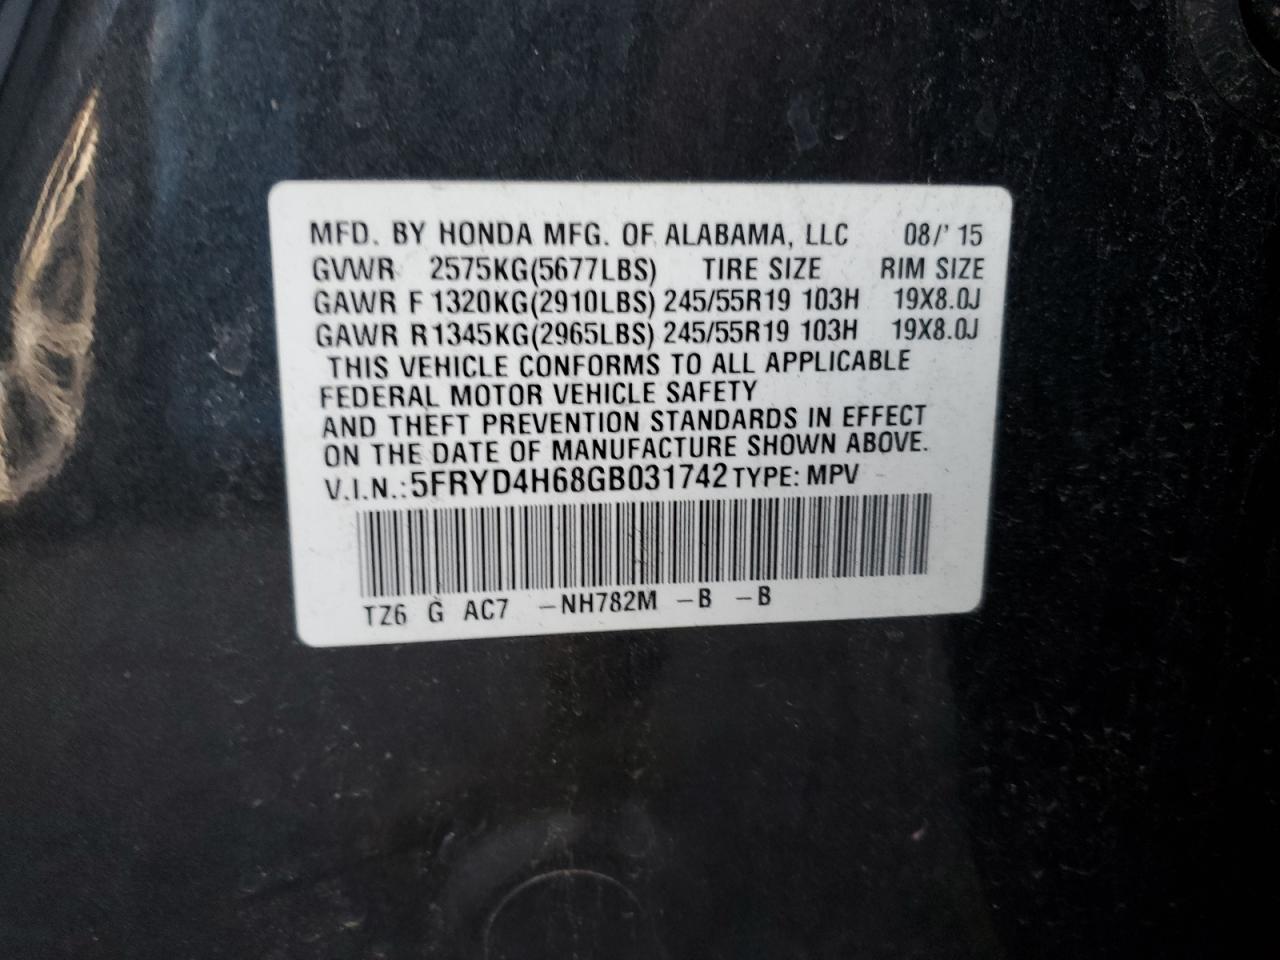 MFD. BY HONDA MFG. OF ALABAMA, LLC 08/' 15
GVWR 2575KG(5677LBS) TIRE SIZE RIM SIZE
GAWR F 1320KG(2910LBS) 245/55R19 103H 19X8.0J
GAWR R1345KG(2965LBS) 245/55R19 103H 19X8.0J
THIS VEHICLE CONFORMS TO ALL APPLICABLE
FEDERAL MOTOR VEHICLE SAFETY
AND THEFT PREVENTION STANDARDS IN EFFECT
ON THE DATE OF MANUFACTURE SHOWN ABOVE.
V.I.N.:5FRYD4H68GB031742 TYPE: MPV
TZ6 G AC7 -NH782M -B -B